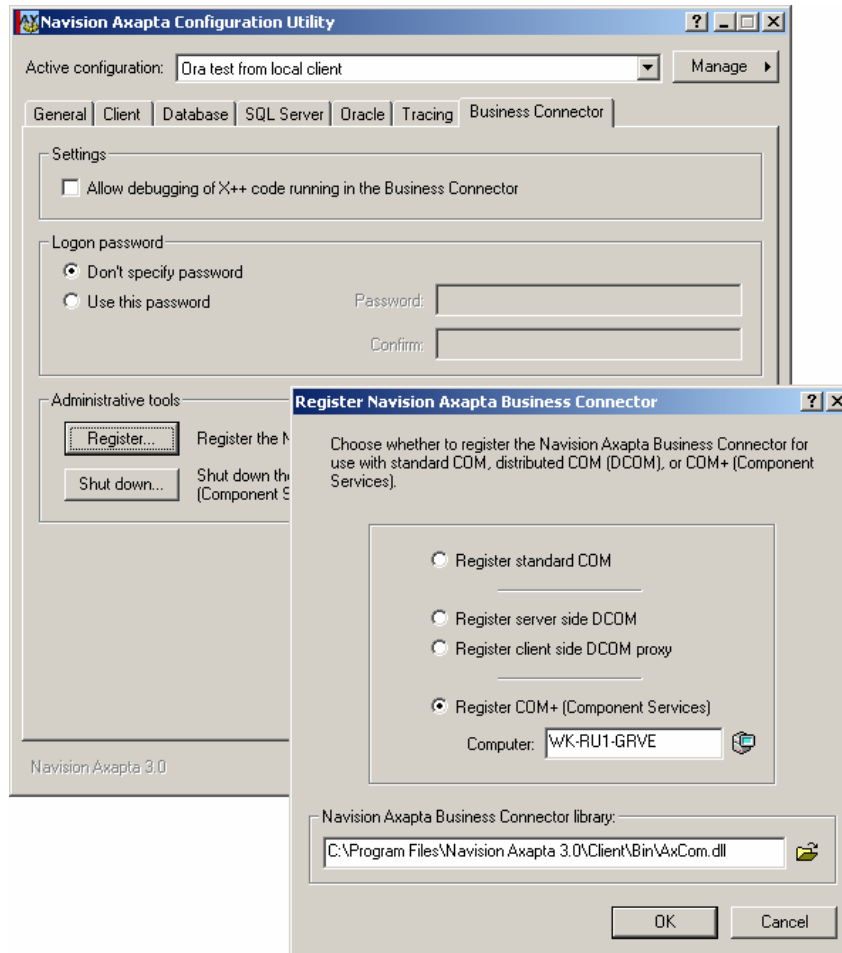 Navision Axapta Configuration Utility
Active configuration: Ora test from local client Manage
General Client Database SQL Server Oracle Tracing Business Connector
Settings
Allow debugging of X++ code running in the Business Connector
Logon password
Don't specify password
Use this password Password:
Confirm:
Administrative tools
Register... Register the N
Shut down... Shut down the
(Component S
Navision Axapta 3.0
Register Navision Axapta Business Connector
Choose whether to register the Navision Axapta Business Connector for
use with standard COM, distributed COM (DCOM), or COM+ (Component
Services).
Register standard COM
Register server side DCOM
Register client side DCOM proxy
Register COM+ (Component Services)
Computer: WK-RU1-GRVE
Navision Axapta Business Connector library:
C:\Program Files\Navision Axapta 3.0\Client\Bin\AxCom.dll
OK Cancel